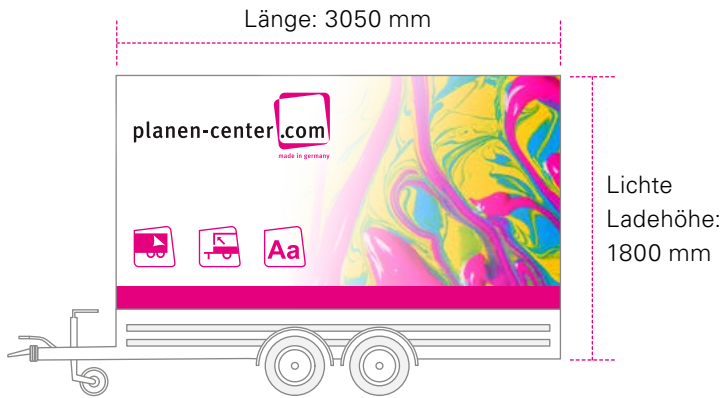 Länge: 3050 mm
planen-center.com
made in germany
Aa
Lichte
Ladehöhe:
1800 mm